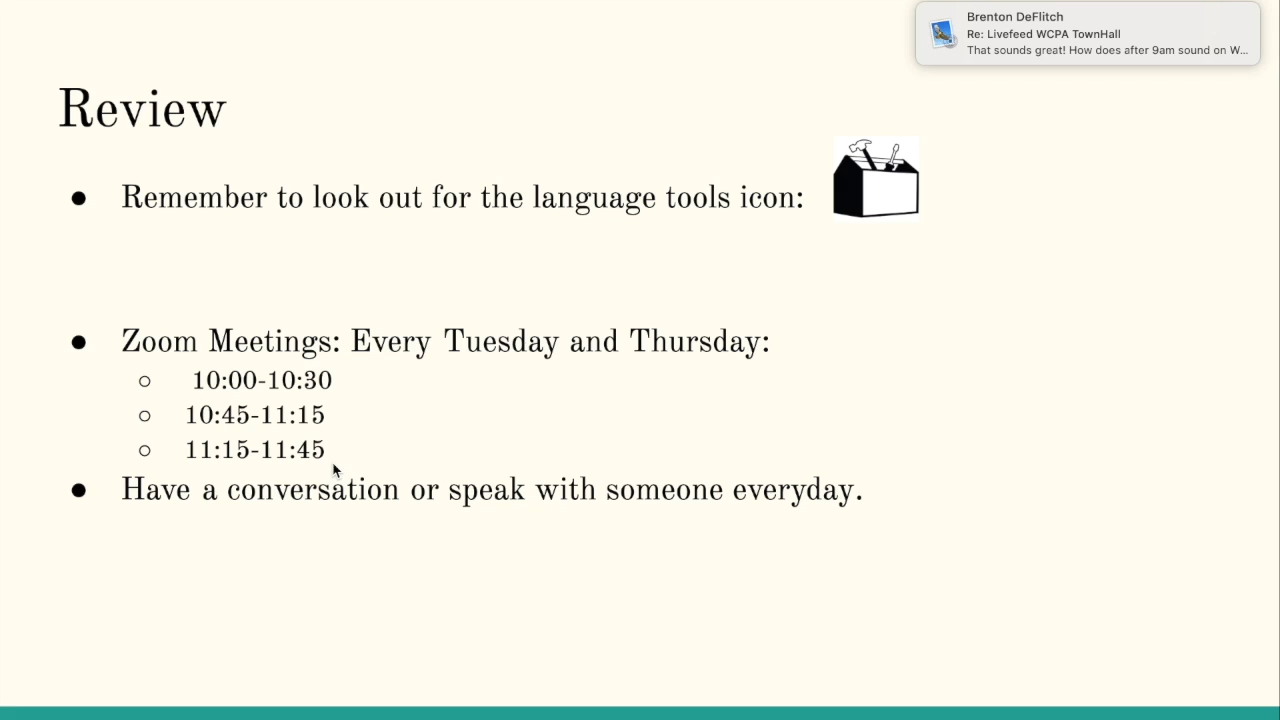 Brenton DeFlitch
Re: Livefeed WCPA TownHall
That sounds great! How does after 9am sound on W...
Review
● Remember to look out for the language tools icon:
● Zoom Meetings: Every Tuesday and Thursday:
○ 10:00-10:30
○ 10:45-11:15
○ 11:15-11:45
● Have a conversation or speak with someone everyday.